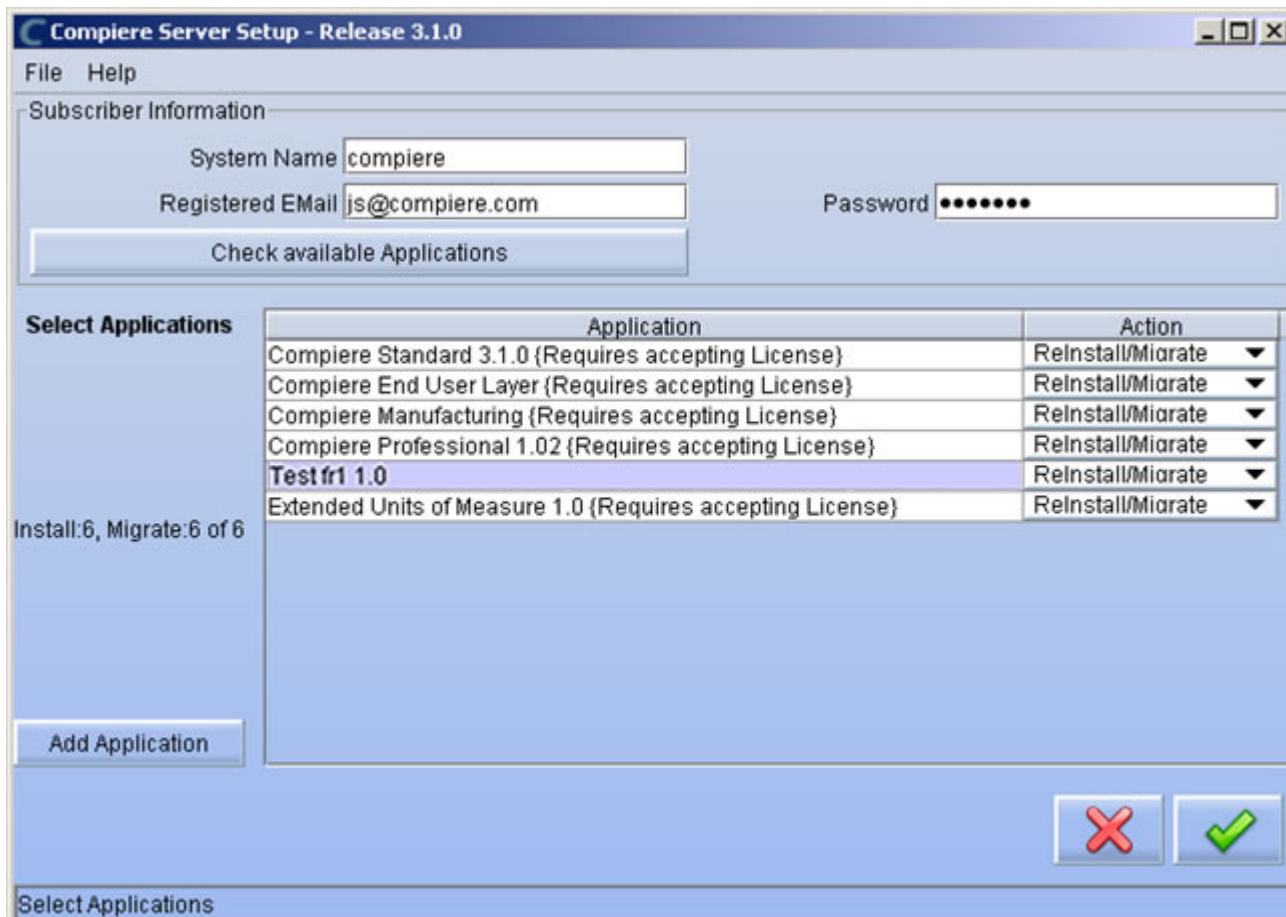 Compiere Server Setup - Release 3.1.0
File Help
Subscriber Information
System Name compiere
Registered EMail js@compiere.com Password •••••••
Check available Applications
Select Applications
Application Action
Compiere Standard 3.1.0 {Requires accepting License} ReInstall/Migrate
Compiere End User Layer {Requires accepting License} ReInstall/Migrate
Compiere Manufacturing {Requires accepting License} ReInstall/Migrate
Compiere Professional 1.02 {Requires accepting License} ReInstall/Migrate
Test fr1 1.0 ReInstall/Migrate
Extended Units of Measure 1.0 {Requires accepting License} ReInstall/Migrate
Install:6, Migrate:6 of 6
Add Application
Select Applications